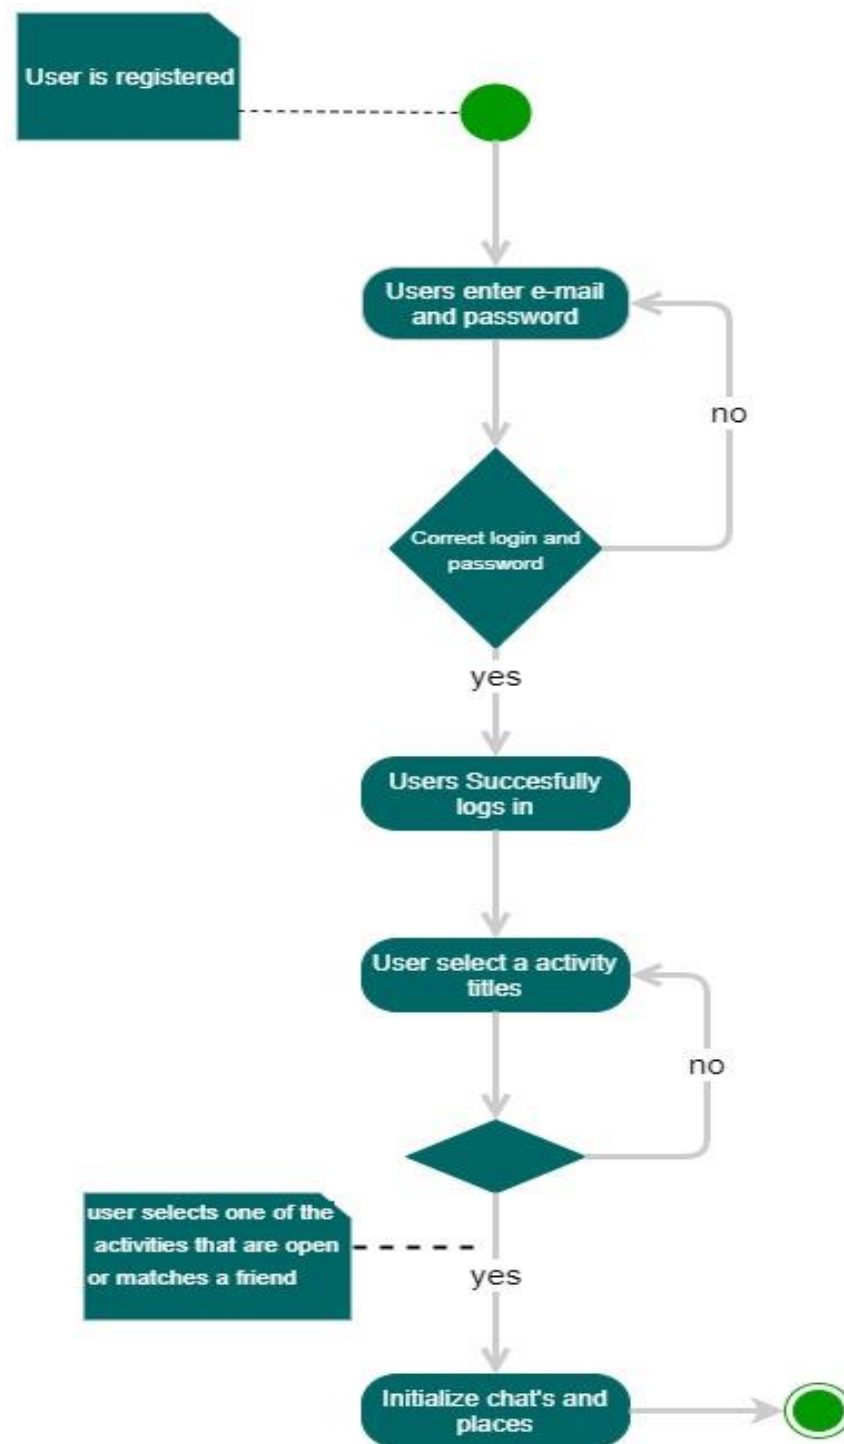 User is registered
Users enter e-mail
and password
no
Correct login and
password
yes
Users Succesfully
logs in
User select a activity
titles
no
user selects one of the
activities that are open
or matches a friend
yes
Initialize chat's and
places